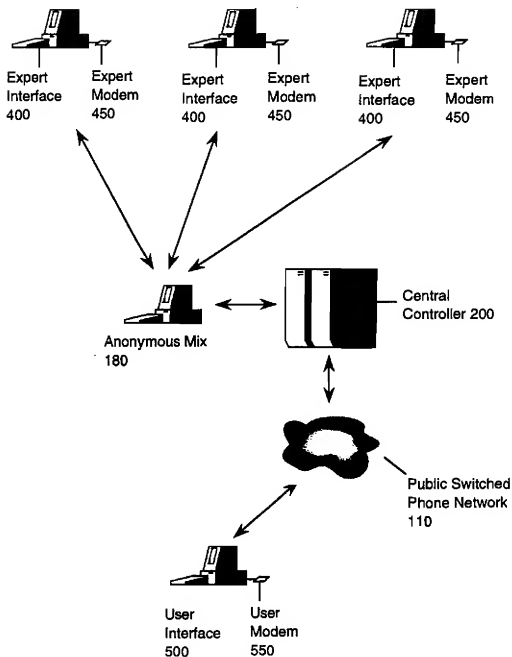 Expert Interface 400
Expert Modem 450
Expert Interface 400
Expert Modem 450
Expert Interface 400
Expert Modem 450
Anonymous Mix 180
Central Controller 200
Public Switched Phone Network 110
User Interface 500
User Modem 550